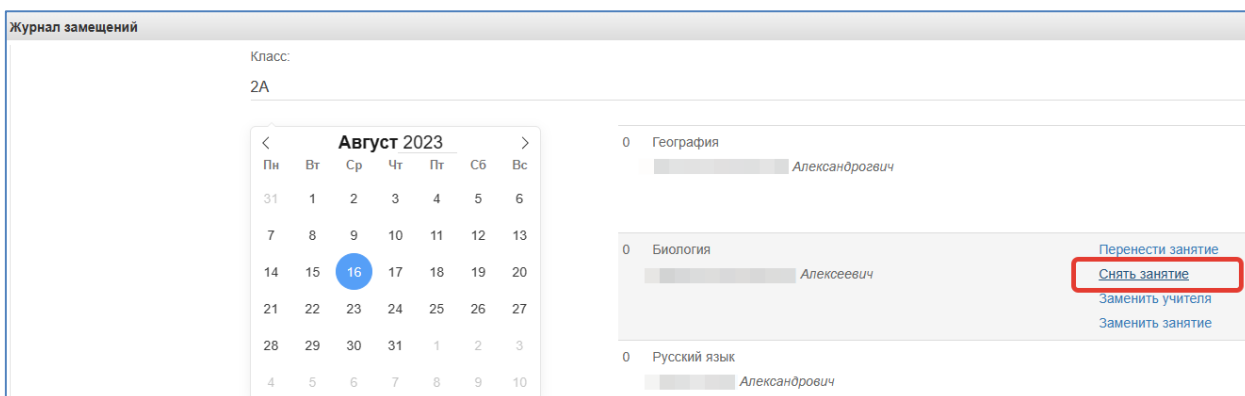 Журнал замещений
Класс:
2А
Август 2023
Пн Вт Ср Чт Пт Сб Вс
31 1 2 3 4 5 6
7 8 9 10 11 12 13
14 15 16 17 18 19 20
21 22 23 24 25 26 27
28 29 30 31 1 2 3
4 5 6 7 8 9 10
0 География
Александрогвич
0 Биология
Алексеевич
Перенести занятие
Снять занятие
Заменить учителя
Заменить занятие
0 Русский язык
Александрович